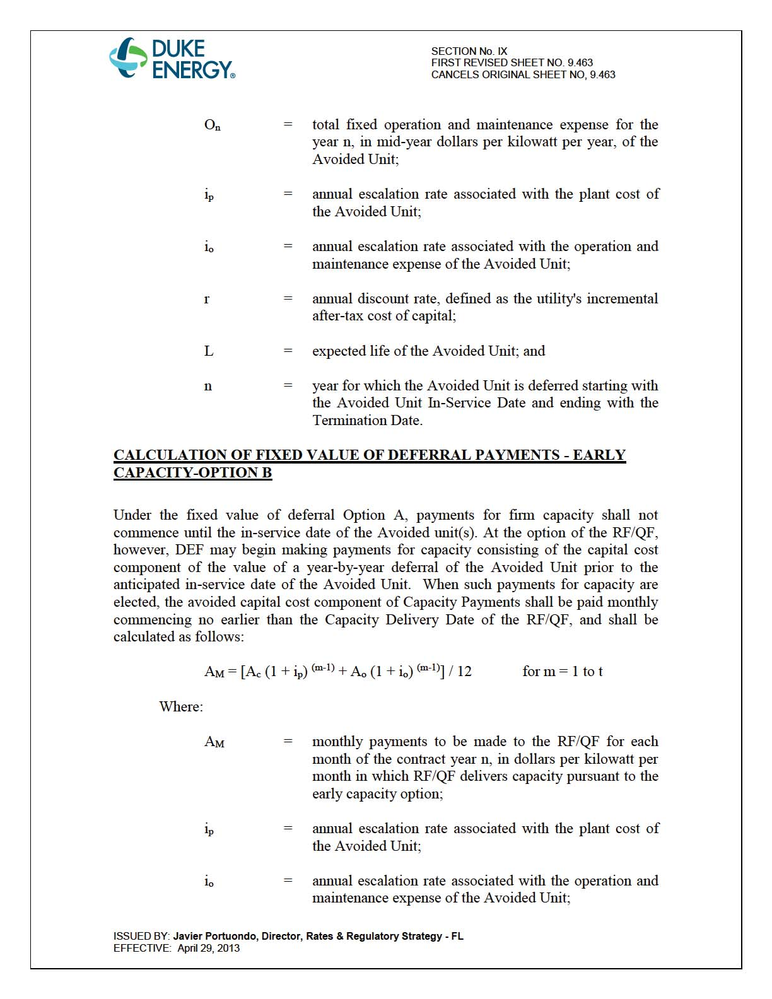 DUKE
ENERGY®
SECTION No. IX
FIRST REVISED SHEET NO. 9.463
CANCELS ORIGINAL SHEET NO, 9.463
On = total fixed operation and maintenance expense for the
year n, in mid-year dollars per kilowatt per year, of the
Avoided Unit;
ip = annual escalation rate associated with the plant cost of
the Avoided Unit;
io = annual escalation rate associated with the operation and
maintenance expense of the Avoided Unit;
r = annual discount rate, defined as the utility's incremental
after-tax cost of capital;
L = expected life of the Avoided Unit; and
n = year for which the Avoided Unit is deferred starting with
the Avoided Unit In-Service Date and ending with the
Termination Date.
CALCULATION OF FIXED VALUE OF DEFERRAL PAYMENTS - EARLY
CAPACITY-OPTION B
Under the fixed value of deferral Option A, payments for firm capacity shall not
commence until the in-service date of the Avoided unit(s). At the option of the RF/QF,
however, DEF may begin making payments for capacity consisting of the capital cost
component of the value of a year-by-year deferral of the Avoided Unit prior to the
anticipated in-service date of the Avoided Unit. When such payments for capacity are
elected, the avoided capital cost component of Capacity Payments shall be paid monthly
commencing no earlier than the Capacity Delivery Date of the RF/QF, and shall be
calculated as follows:
AM = [Ac (1 + ip) (m-1) + Ao (1 + io) (m-1)] / 12 for m = 1 to t
Where:
AM = monthly payments to be made to the RF/QF for each
month of the contract year n, in dollars per kilowatt per
month in which RF/QF delivers capacity pursuant to the
early capacity option;
ip = annual escalation rate associated with the plant cost of
the Avoided Unit;
io = annual escalation rate associated with the operation and
maintenance expense of the Avoided Unit;
ISSUED BY: Javier Portuondo, Director, Rates & Regulatory Strategy - FL
EFFECTIVE: April 29, 2013